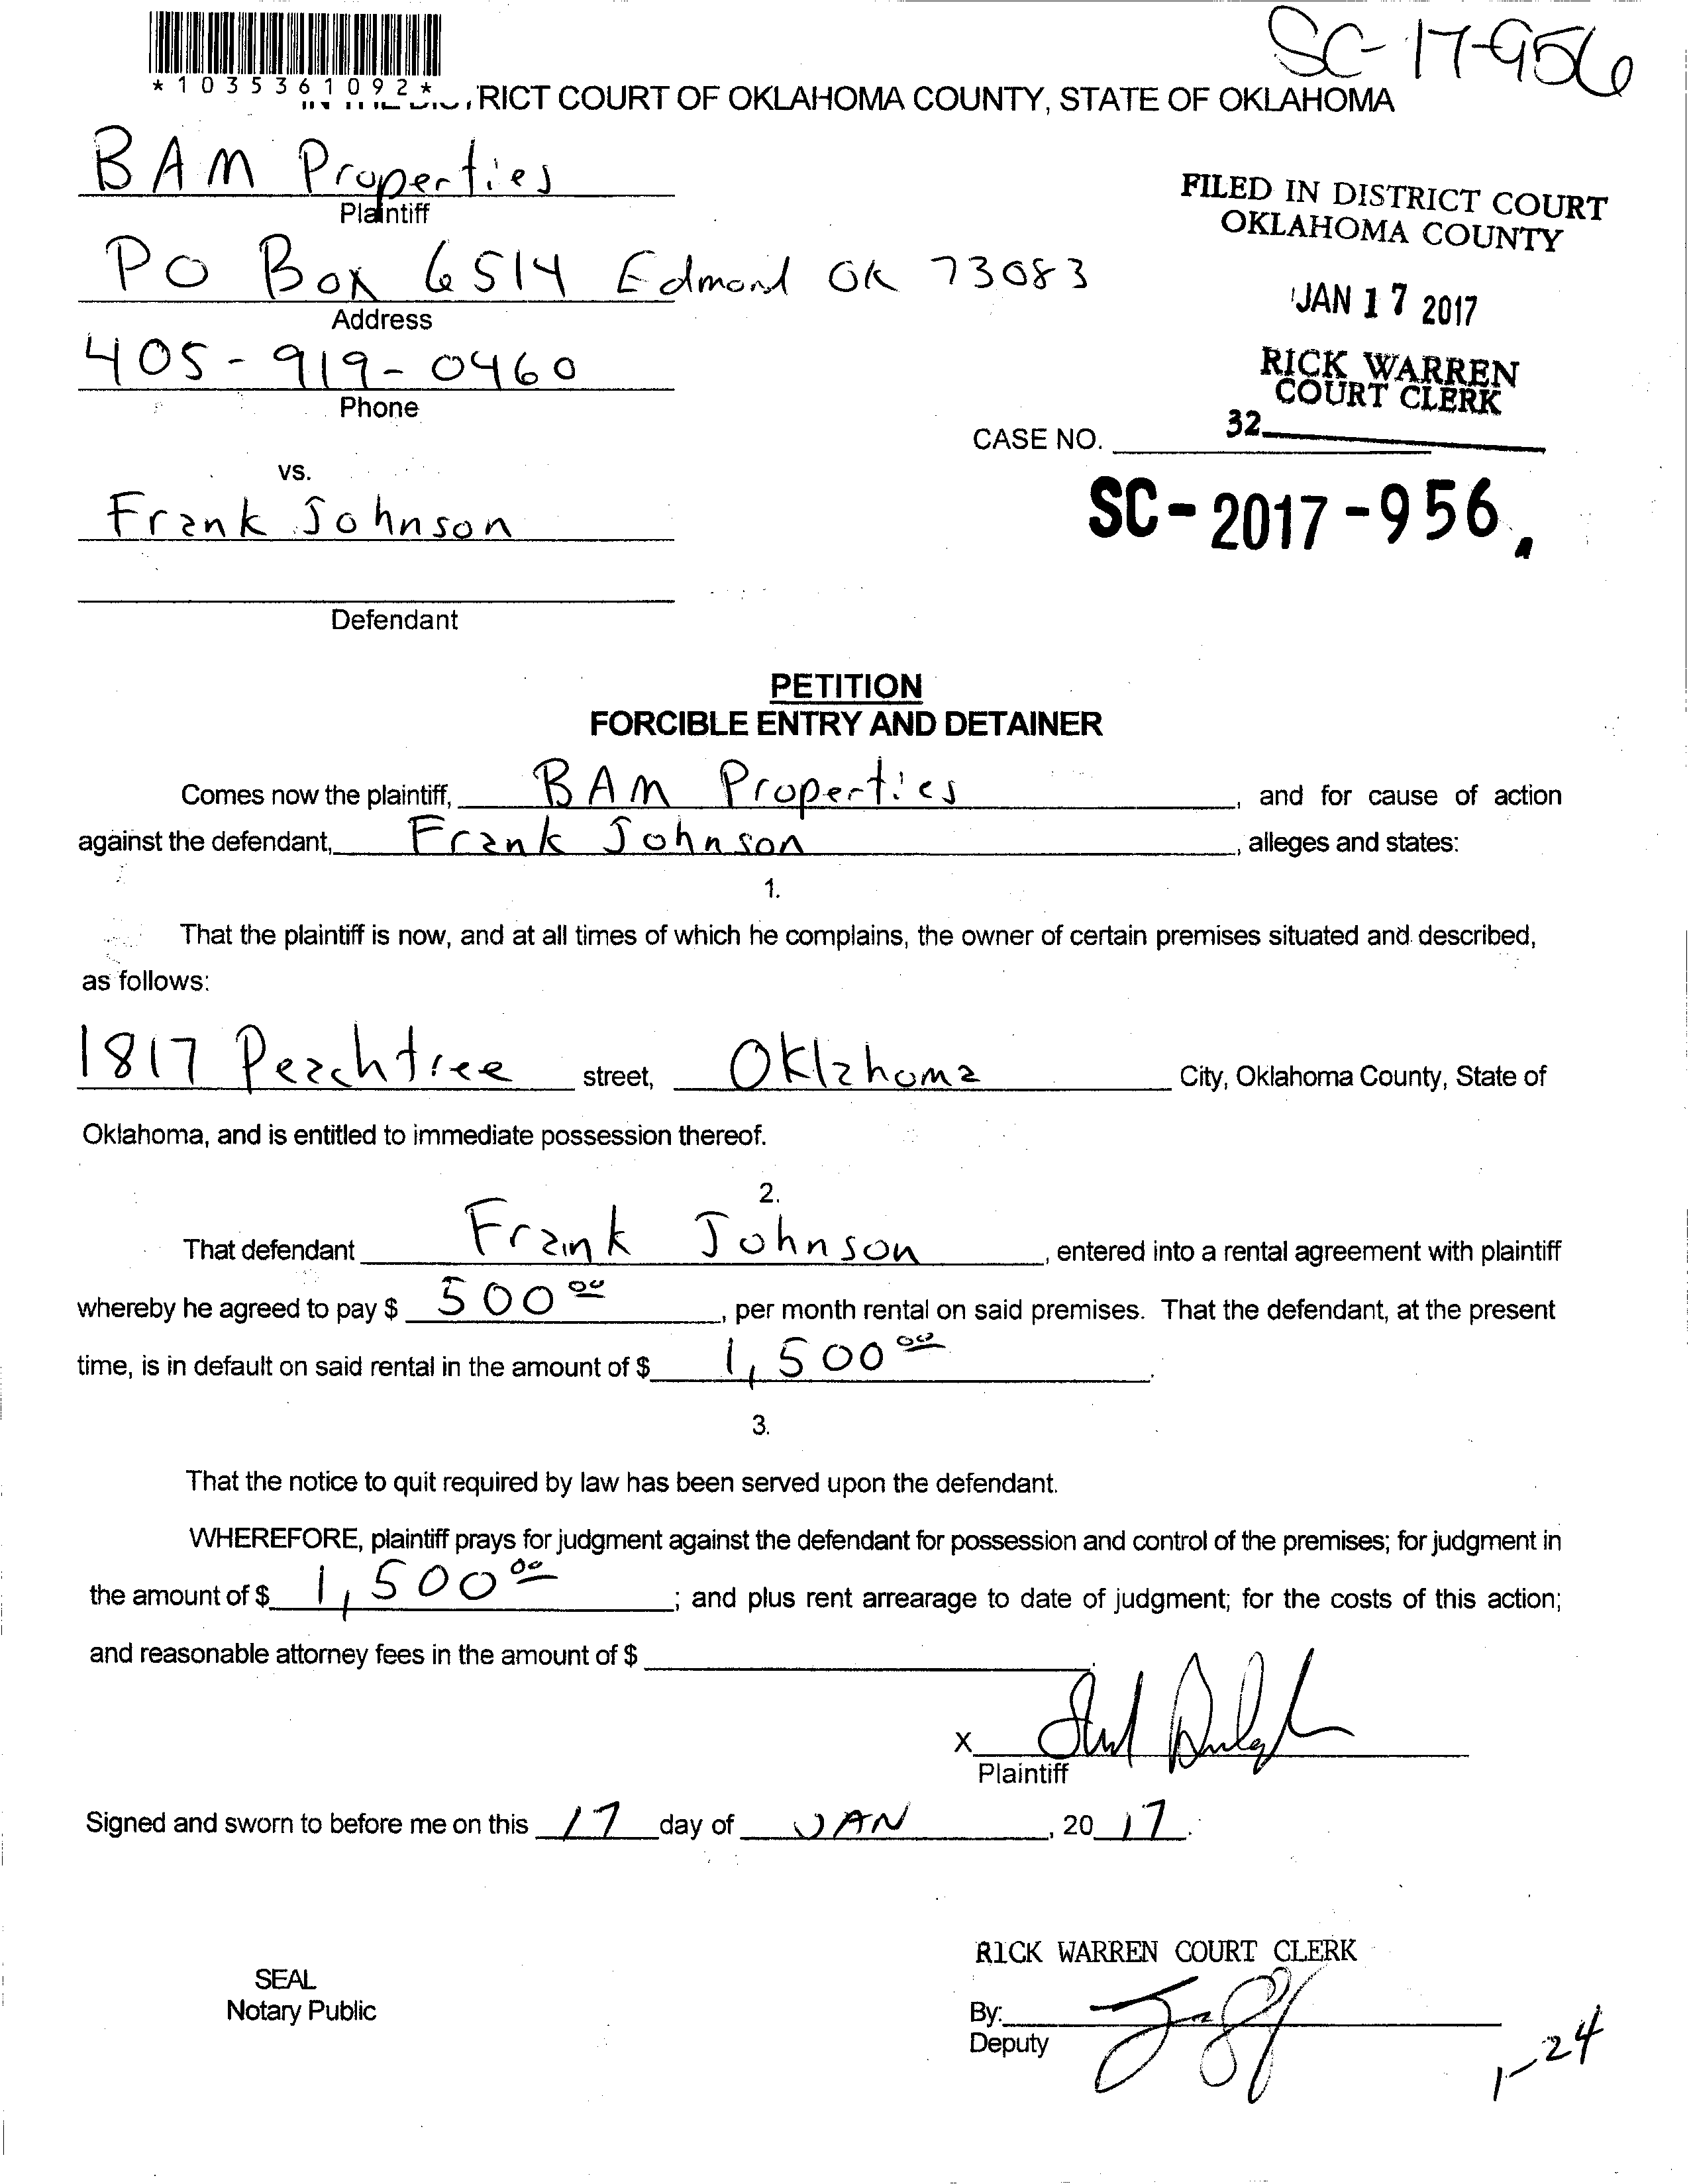 SC-17-956
*1035361092*
RICT COURT OF OKLAHOMA COUNTY, STATE OF OKLAHOMA
BAM Properties
Plaintiff
FILED IN DISTRICT COURT
OKLAHOMA COUNTY
PO Box 6514 Edmond OK 73083
Address
JAN 17 2017
405-919-0460
Phone
RICK WARREN
COURT CLERK
32
CASE NO.
vs.
Frank Johnson
SC-2017-956
Defendant
PETITION
FORCIBLE ENTRY AND DETAINER
Comes now the plaintiff, BAM Properties, and for cause of action
against the defendant, Frank Johnson, alleges and states:
1.
That the plaintiff is now, and at all times of which he complains, the owner of certain premises situated and described,
as follows:
1817 Peachtree street, Oklahoma City, Oklahoma County, State of
Oklahoma, and is entitled to immediate possession thereof.
2.
That defendant Frank Johnson, entered into a rental agreement with plaintiff
whereby he agreed to pay $ 500 00, per month rental on said premises. That the defendant, at the present
time, is in default on said rental in the amount of $ 1,500 00.
3.
That the notice to quit required by law has been served upon the defendant.
WHEREFORE, plaintiff prays for judgment against the defendant for possession and control of the premises; for judgment in
the amount of $ 1,500 00; and plus rent arrearage to date of judgment; for the costs of this action;
and reasonable attorney fees in the amount of $
X
Plaintiff
Signed and sworn to before me on this 17 day of JAN, 20 17.
RICK WARREN COURT CLERK
SEAL
Notary Public
By:
Deputy
1-24